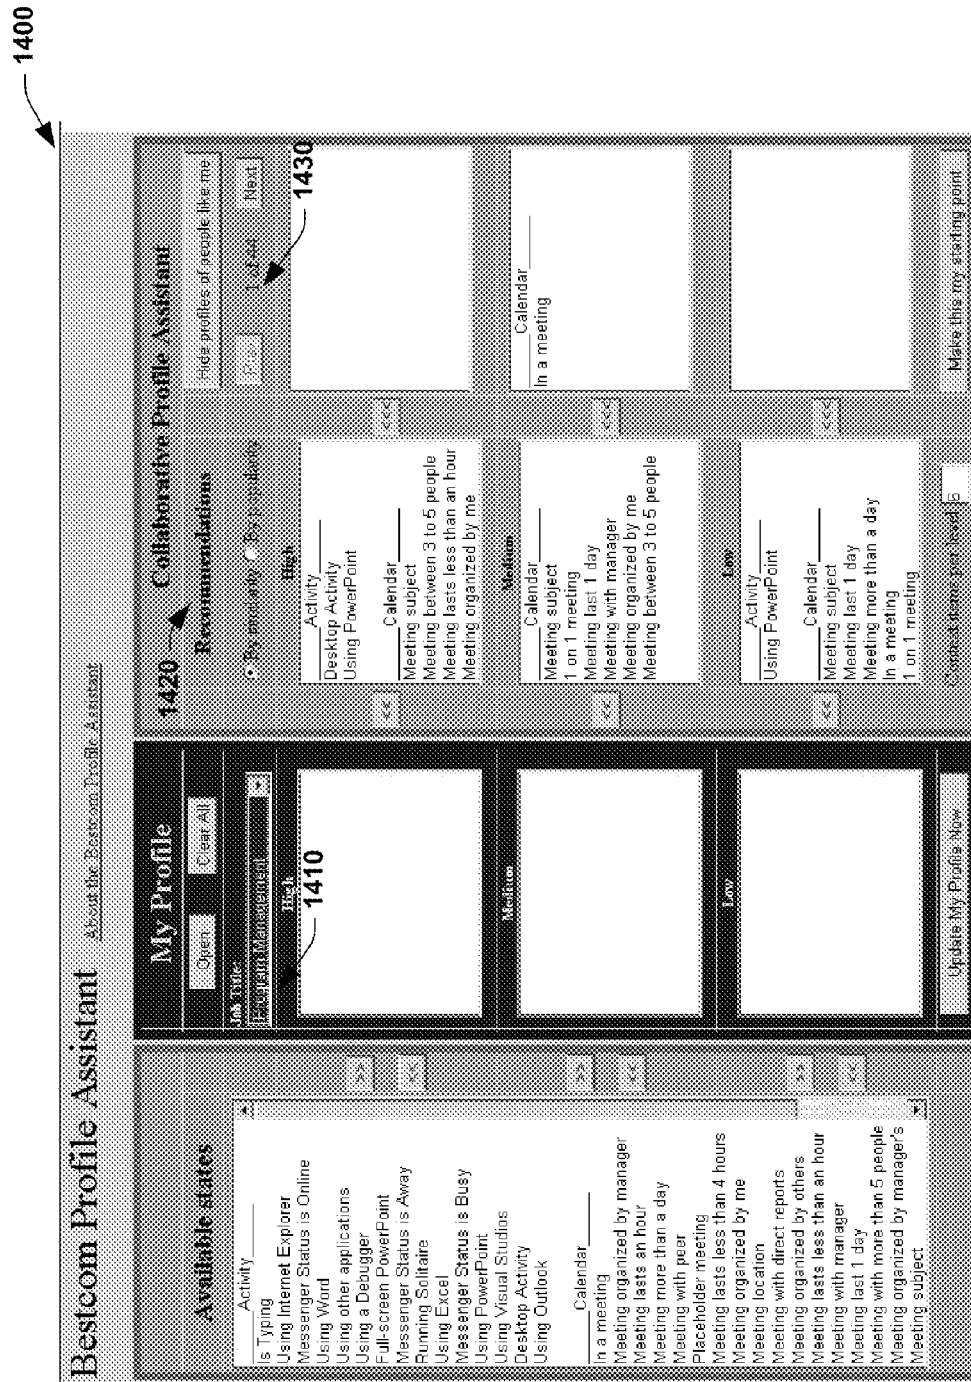 1400
Bestcom Profile Assistant
About the Bestcom Profile Assistant
Available states
Activity
Is Typing
Using Internet Explorer
Messenger Status is Online
Using Word
Using other applications
Using a Debugger
Full-screen PowerPoint
Messenger Status is Away
Running Solitaire
Using Excel
Messenger Status is Busy
Using PowerPoint
Using Visual Studios
Desktop Activity
Using Outlook
Calendar
In a meeting
Meeting organized by manager
Meeting lasts an hour
Meeting more than a day
Meeting with peer
Placeholder meeting
Meeting lasts less than 4 hours
Meeting organized by me
Meeting location
Meeting with direct reports
Meeting organized by others
Meeting lasts less than an hour
Meeting with manager
Meeting last 1 day
Meeting with more than 5 people
Meeting organized by manager's
Meeting subject
>>
<<
>>
<<
>>
<<
My Profile
Open
Clear All
Job Title:
Program Management
High
1410
Medium
Low
Update My Profile Now
Collaborative Profile Assistant
1420
Recommendations
By modality By popularity
High
Activity
Desktop Activity
Using PowerPoint
Calendar
Meeting subject
Meeting between 3 to 5 people
Meeting lasts less than an hour
Meeting organized by me
<<
<<<
Medium
Calendar
Meeting subject
1 on 1 meeting
Meeting last 1 day
Meeting with manager
Meeting organized by me
Meeting between 3 to 5 people
<<
<<<
Low
Activity
Using PowerPoint
Calendar
Meeting subject
Meeting last 1 day
Meeting more than a day
In a meeting
1 on 1 meeting
<<
<<<
items per level 6
Hide profiles of people like me
Prev 1 of 44 Next
1430
Calendar
In a meeting
Make this my starting point